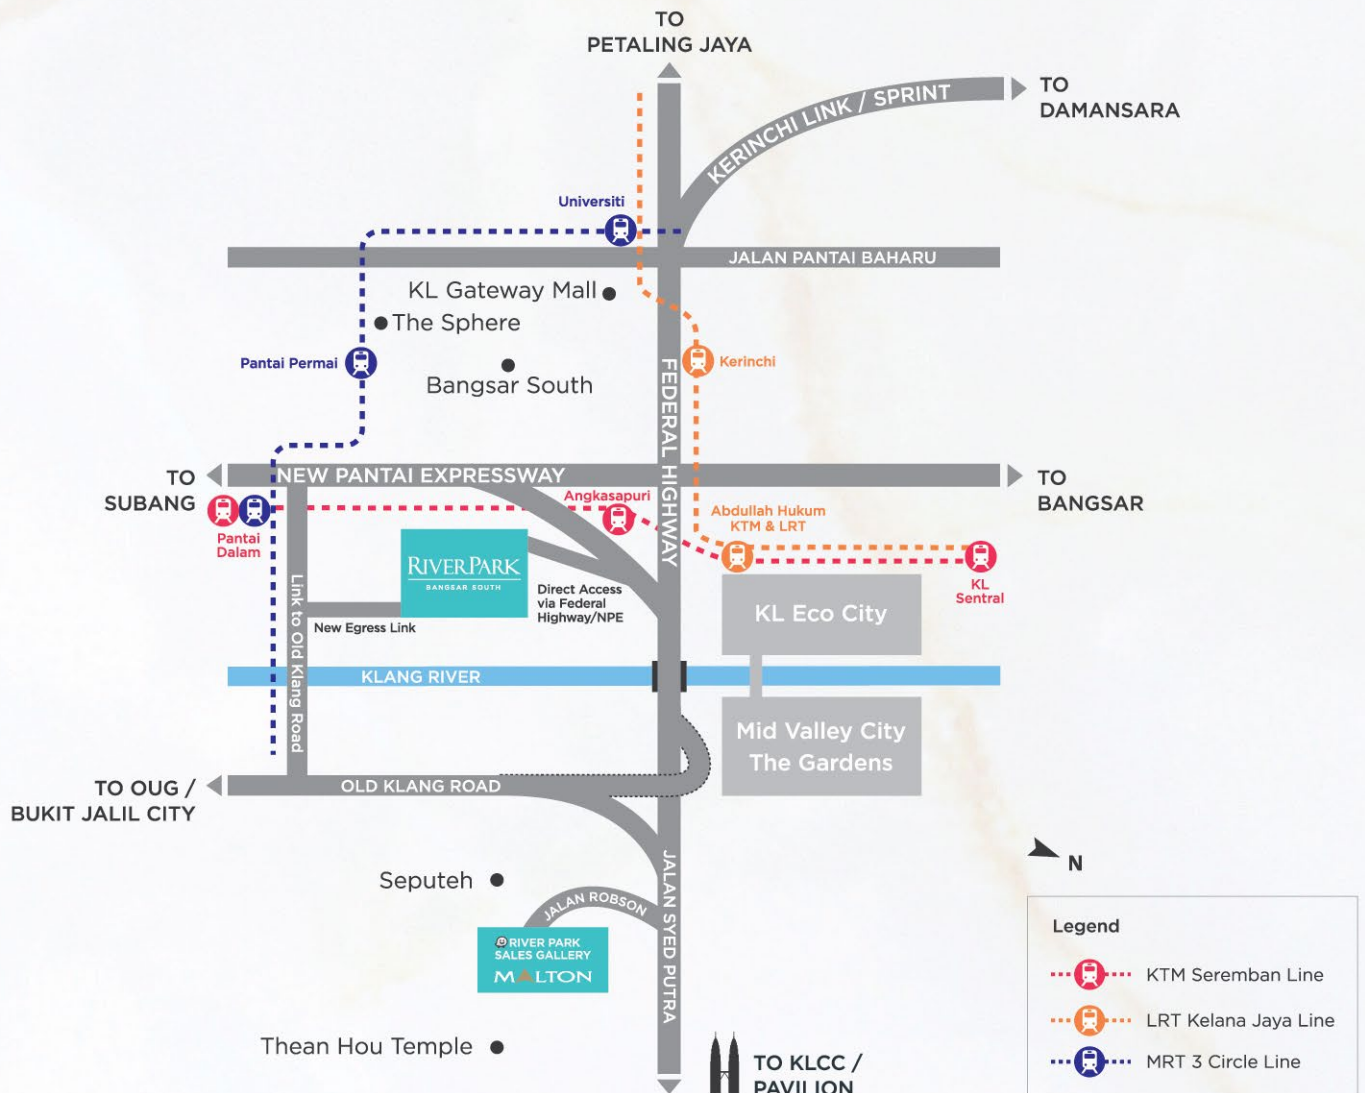 TO
PETALING JAYA
TO
DAMANSARA
KERINCHI LINK / SPRINT
Universiti
JALAN PANTAI BAHARU
KL Gateway Mall
The Sphere
Pantai Permai
Kerinchi
Bangsar South
FEDERAL HIGHWAY
TO
SUBANG
NEW PANTAI EXPRESSWAY
TO
BANGSAR
Angkasapuri
Abdullah Hukum
KTM & LRT
Pantai
Dalam
RIVERPARK
BANGSAR SOUTH
KL
Sentral
Direct Access
via Federal
Highway/NPE
KL Eco City
New Egress Link
Link to Old Klang Road
KLANG RIVER
Mid Valley City
The Gardens
TO OUG /
BUKIT JALIL CITY
OLD KLANG ROAD
N
Seputeh
JALAN ROBSON
JALAN SYED PUTRA
RIVER PARK
SALES GALLERY
MALTON
Thean Hou Temple
TO KLCC /
PAVILION
Legend
KTM Seremban Line
LRT Kelana Jaya Line
MRT 3 Circle Line